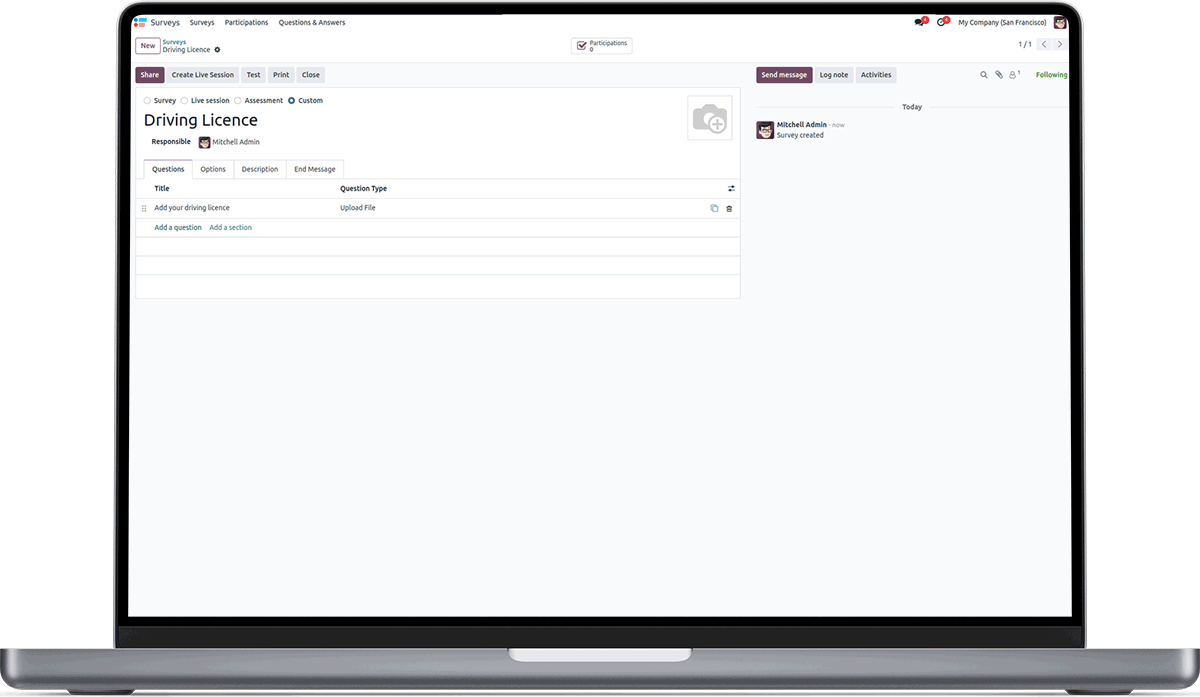 Surveys Surveys Participations Questions & Answers 4 4 My Company (San Francisco)
New Surveys Participations 1 / 1
Driving Licence 0
Share Create Live Session Test Print Close Send message Log note Activities 1 Following
Survey Live session Assessment Custom
Today
Driving Licence
Mitchell Admin - now
Survey created
Responsible Mitchell Admin
Questions Options Description End Message
Title Question Type
Add your driving licence Upload File
Add a question Add a section